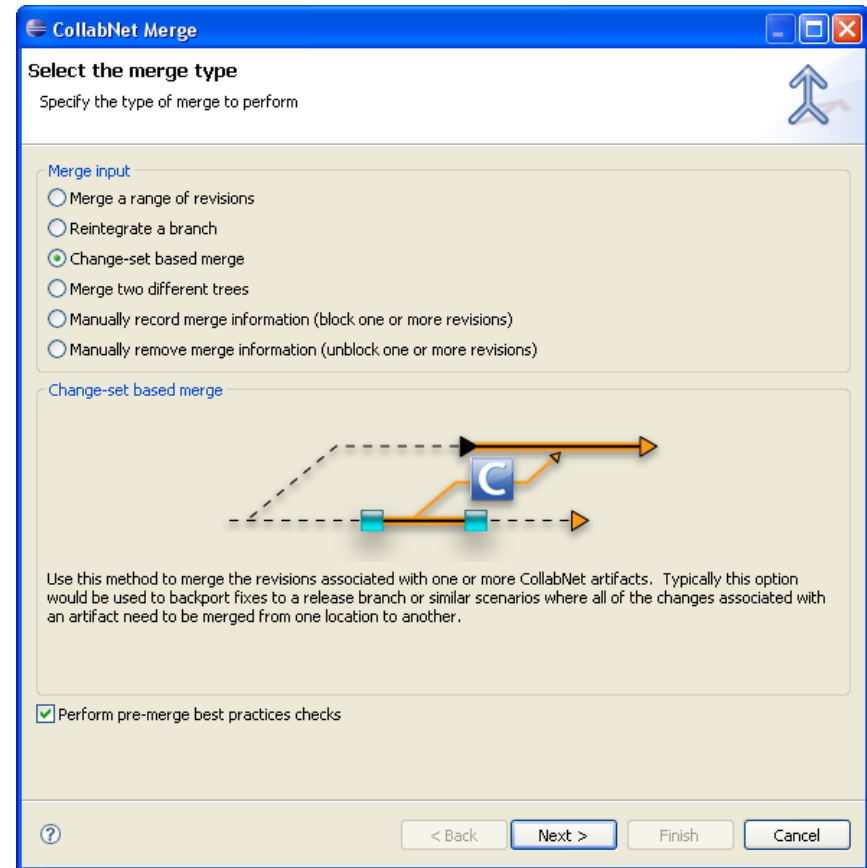 CollabNet Merge
Select the merge type
Specify the type of merge to perform
Merge input
Merge a range of revisions
Reintegrate a branch
Change-set based merge
Merge two different trees
Manually record merge information (block one or more revisions)
Manually remove merge information (unblock one or more revisions)
Change-set based merge
C
Use this method to merge the revisions associated with one or more CollabNet artifacts.  Typically this option
would be used to backport fixes to a release branch or similar scenarios where all of the changes associated with
an artifact need to be merged from one location to another.
Perform pre-merge best practices checks
? < Back Next > Finish Cancel